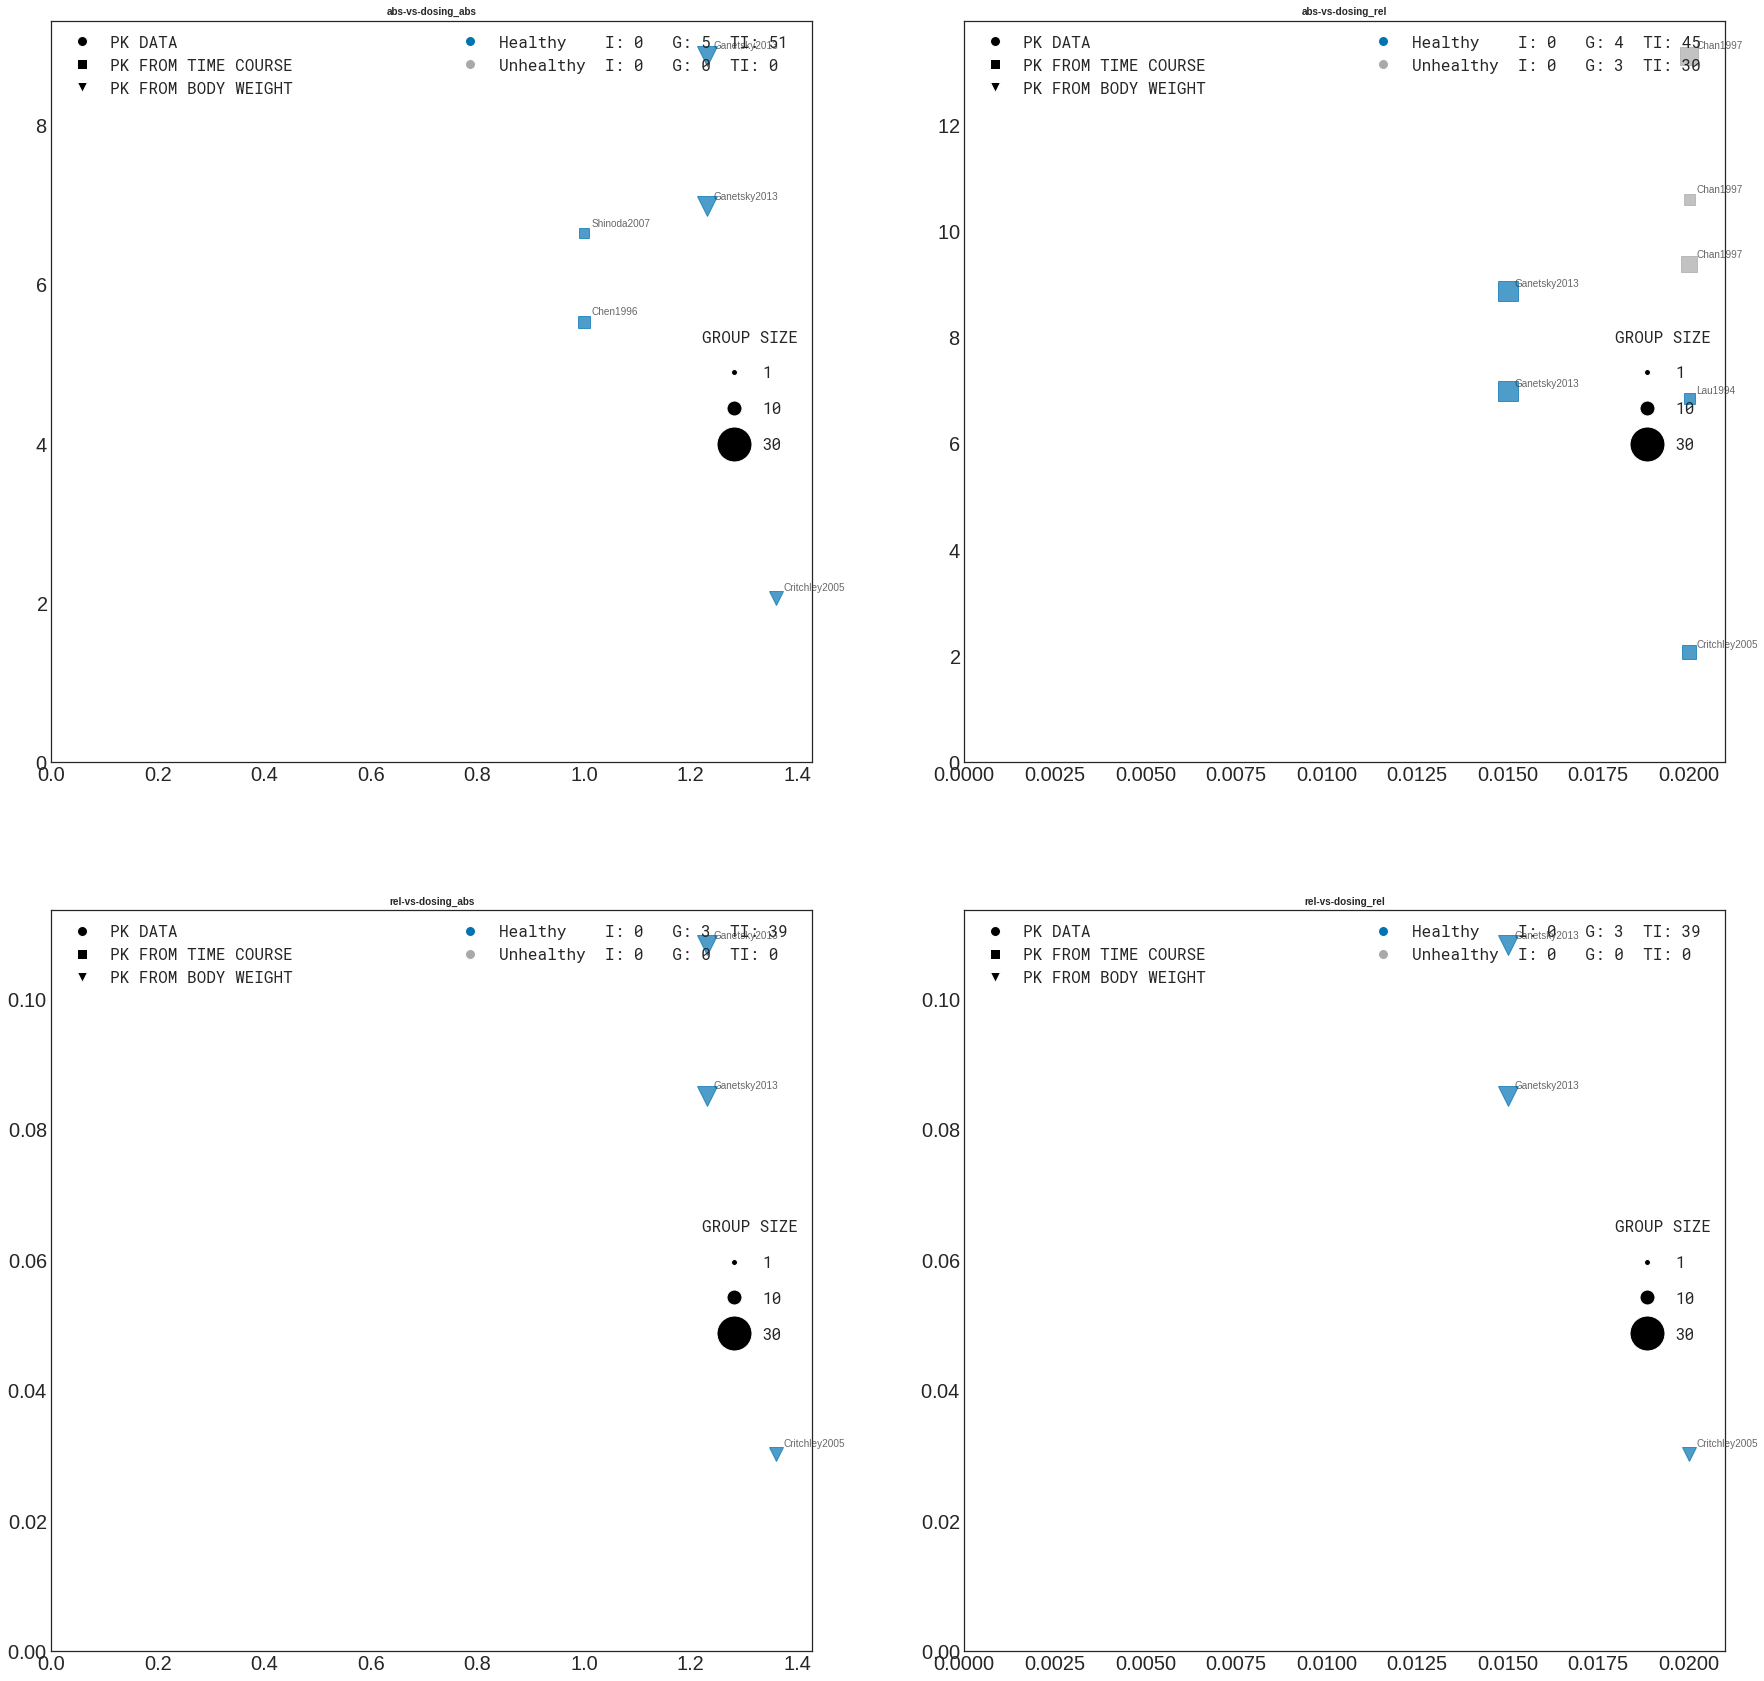 abs-vs-dosing_abs
PK DATA
PK FROM TIME COURSE
PK FROM BODY WEIGHT
Healthy I: 0 G: 5 TI: 51
Unhealthy I: 0 G: 0 TI: 0
Ganetsky2013
Ganetsky2013
Shinoda2007
Chen1996
GROUP SIZE
1
10
30
Critchley2005
8
6
4
2
0
0.0 0.2 0.4 0.6 0.8 1.0 1.2 1.4
abs-vs-dosing_rel
PK DATA
PK FROM TIME COURSE
PK FROM BODY WEIGHT
Healthy I: 0 G: 4 TI: 45
Unhealthy I: 0 G: 3 TI: 30
Chan1997
Chan1997
Chan1997
Ganetsky2013
GROUP SIZE
1
Ganetsky2013
Lau1994
10
30
Critchley2005
12
10
8
6
4
2
0
0.0000 0.0025 0.0050 0.0075 0.0100 0.0125 0.0150 0.0175 0.0200
rel-vs-dosing_abs
PK DATA
PK FROM TIME COURSE
PK FROM BODY WEIGHT
Healthy I: 0 G: 3 TI: 39
Unhealthy I: 0 G: 0 TI: 0
Ganetsky2013
Ganetsky2013
GROUP SIZE
1
10
30
Critchley2005
0.10
0.08
0.06
0.04
0.02
0.00
0.0 0.2 0.4 0.6 0.8 1.0 1.2 1.4
rel-vs-dosing_rel
PK DATA
PK FROM TIME COURSE
PK FROM BODY WEIGHT
Healthy I: 0 G: 3 TI: 39
Unhealthy I: 0 G: 0 TI: 0
Ganetsky2013
Ganetsky2013
GROUP SIZE
1
10
30
Critchley2005
0.10
0.08
0.06
0.04
0.02
0.00
0.0000 0.0025 0.0050 0.0075 0.0100 0.0125 0.0150 0.0175 0.0200